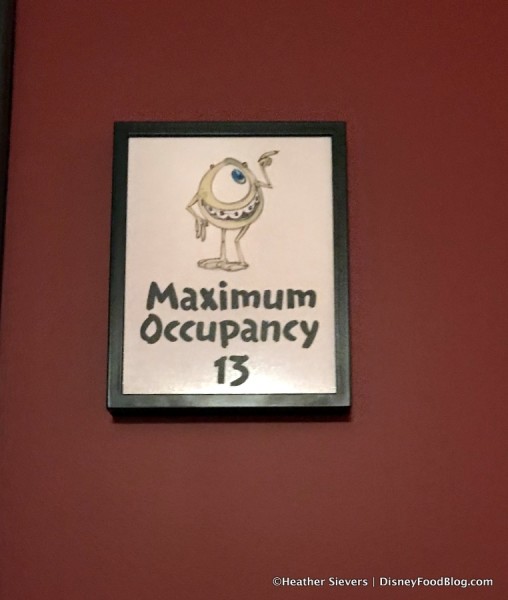 Maximum
Occupancy
13
©Heather Sievers | DisneyFoodBlog.com